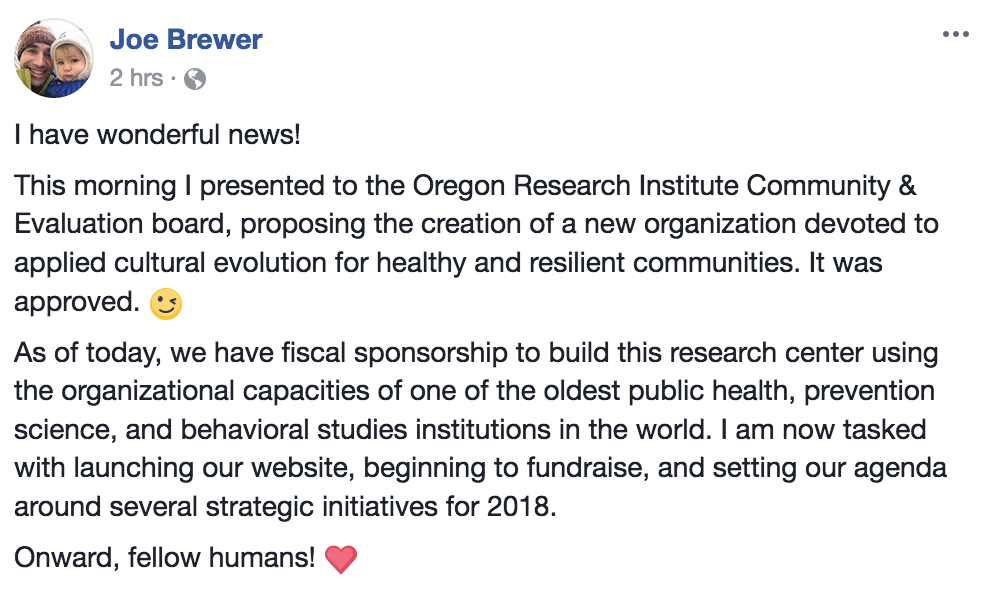 Joe Brewer
2 hrs ·
I have wonderful news!
This morning I presented to the Oregon Research Institute Community &
Evaluation board, proposing the creation of a new organization devoted to
applied cultural evolution for healthy and resilient communities. It was
approved. 😉
As of today, we have fiscal sponsorship to build this research center using
the organizational capacities of one of the oldest public health, prevention
science, and behavioral studies institutions in the world. I am now tasked
with launching our website, beginning to fundraise, and setting our agenda
around several strategic initiatives for 2018.
Onward, fellow humans! ❤️